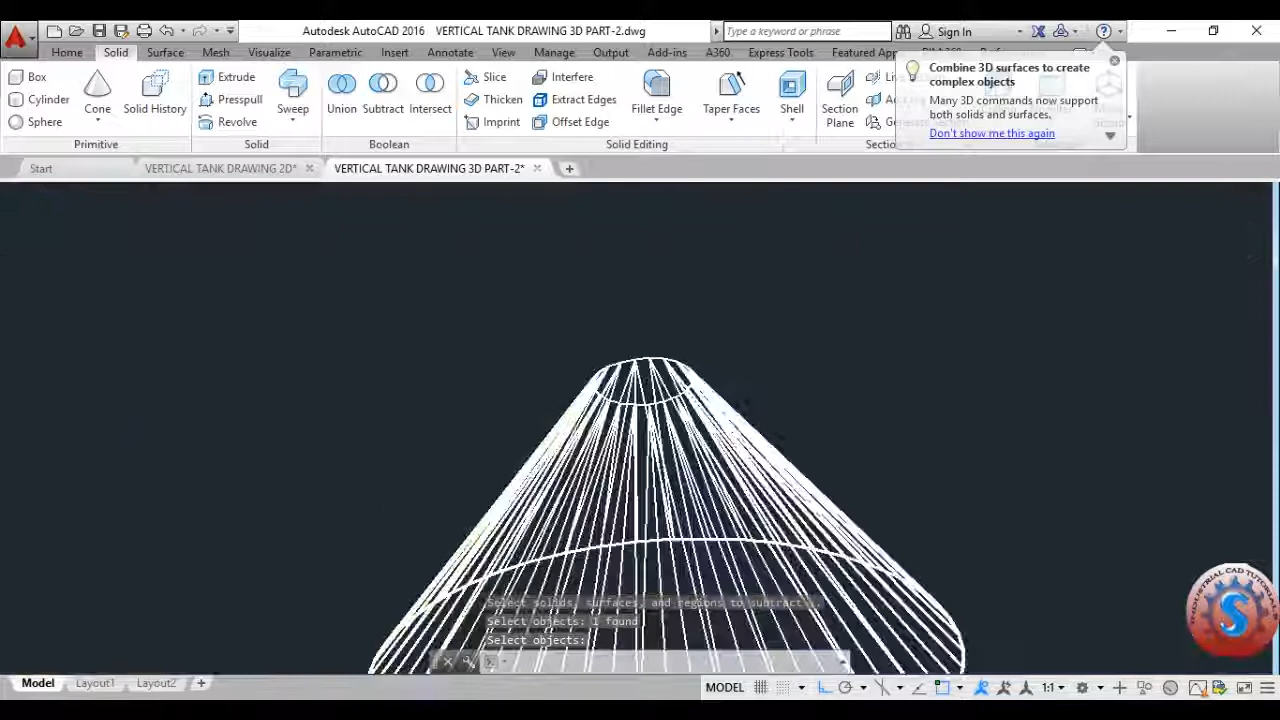 Autodesk AutoCAD 2016 VERTICAL TANK DRAWING 3D PART-2.dwg
Type a keyword or phrase
Sign In
Home Solid Surface Mesh Visualize Parametric Insert Annotate View Manage Output Add-ins A360 Express Tools Featured App
Box
Cylinder
Sphere
Cone
Solid History
Primitive
Extrude
Presspull
Revolve
Sweep
Solid
Union Subtract Intersect
Boolean
Slice
Thicken
Imprint
Interfere
Extract Edges
Offset Edge
Fillet Edge
Taper Faces
Shell
Solid Editing
Section
Plane
Combine 3D surfaces to create
complex objects
Many 3D commands now support
both solids and surfaces.
Don't show me this again
Start VERTICAL TANK DRAWING 2D* VERTICAL TANK DRAWING 3D PART-2*
Select solids, surfaces, and regions to subtract
Select objects: 1 found
Select objects:
INDUSTRIAL CAD TUTOR
S
Model Layout1 Layout2 +
MODEL 1:1